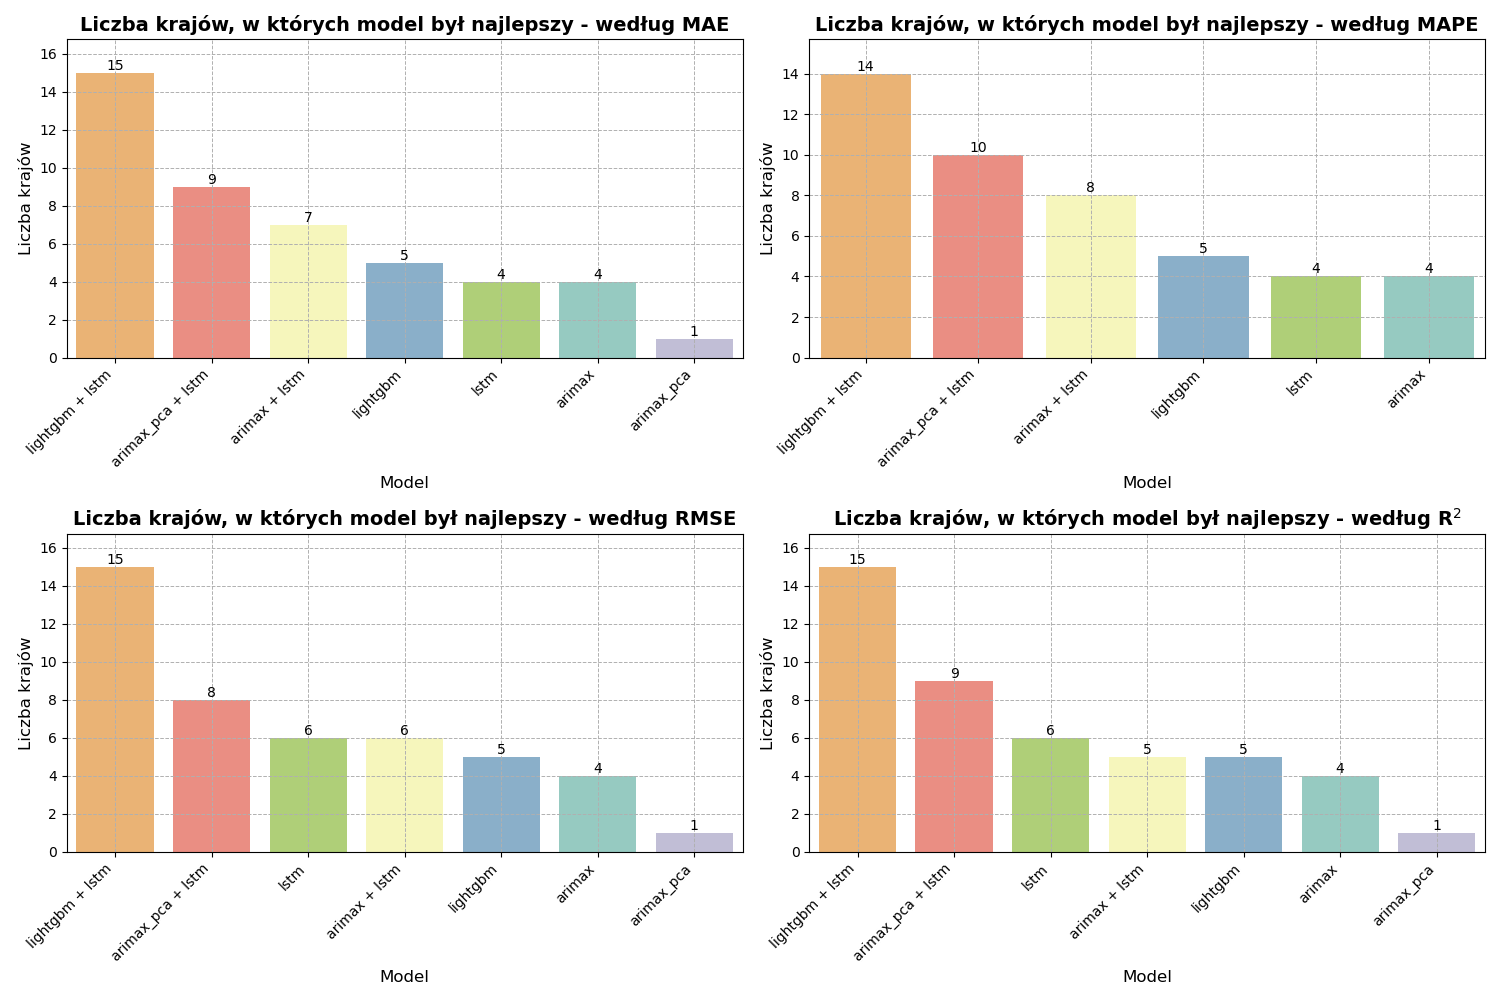 Liczba krajów, w których model był najlepszy - według MAE
Liczba krajów
16
14
12
10
8
6
4
2
0
15
9
7
5
4
4
1
lightgbm + lstm
arimax_pca + lstm
arimax + lstm
lightgbm
lstm
arimax
arimax_pca
Model
Liczba krajów, w których model był najlepszy - według MAPE
Liczba krajów
14
12
10
8
6
4
2
0
14
10
8
5
4
4
lightgbm + lstm
arimax_pca + lstm
arimax + lstm
lightgbm
lstm
arimax
Model
Liczba krajów, w których model był najlepszy - według RMSE
Liczba krajów
16
14
12
10
8
6
4
2
0
15
8
6
6
5
4
1
lightgbm + lstm
arimax_pca + lstm
lstm
arimax + lstm
lightgbm
arimax
arimax_pca
Model
Liczba krajów, w których model był najlepszy - według R²
Liczba krajów
16
14
12
10
8
6
4
2
0
15
9
6
5
5
4
1
lightgbm + lstm
arimax_pca + lstm
lstm
arimax + lstm
lightgbm
arimax
arimax_pca
Model